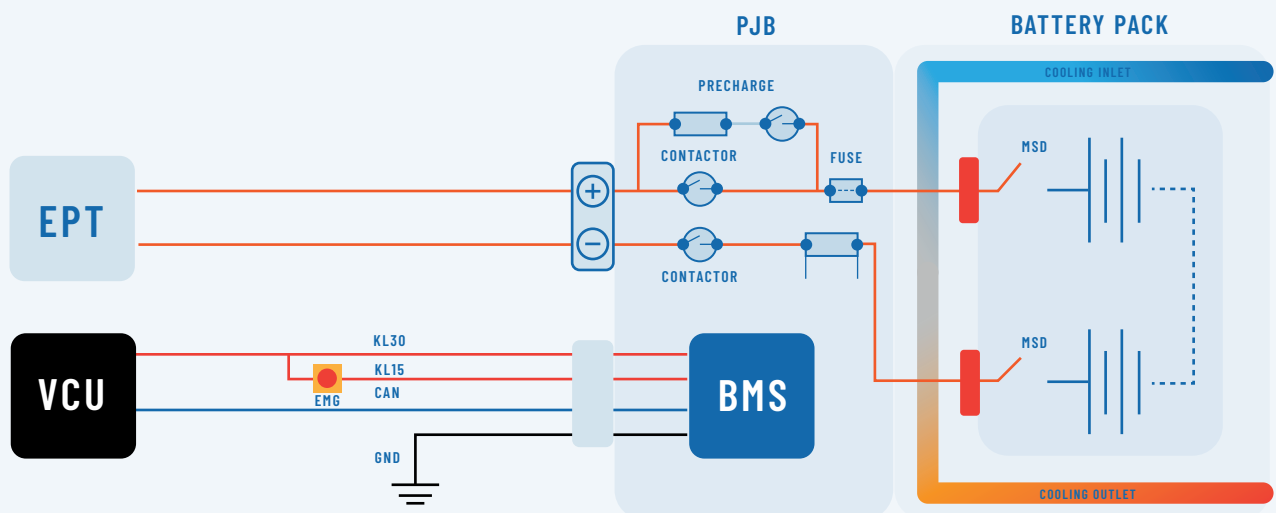 PJB
BATTERY PACK
COOLING INLET
PRECHARGE
MSD
CONTACTOR
FUSE
EPT
+
−
CONTACTOR
KL30
MSD
KL15
VCU
CAN
BMS
EMG
GND
COOLING OUTLET